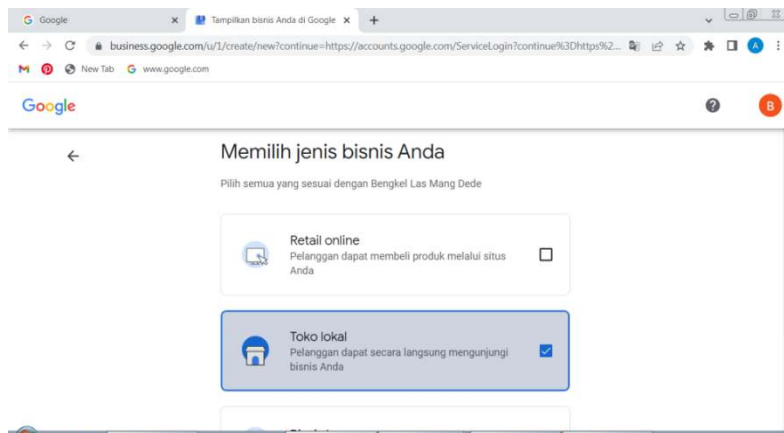 Google
Tampilkan bisnis Anda di Google
business.google.com/u/1/create/new?continue=https://accounts.google.com/ServiceLogin?continue%3Dhttps%2...
A
New Tab
www.google.com
Google
B
Memilih jenis bisnis Anda
Pilih semua yang sesuai dengan Bengkel Las Mang Dede
Retail online
Pelanggan dapat membeli produk melalui situs
Anda
Toko lokal
Pelanggan dapat secara langsung mengunjungi
bisnis Anda